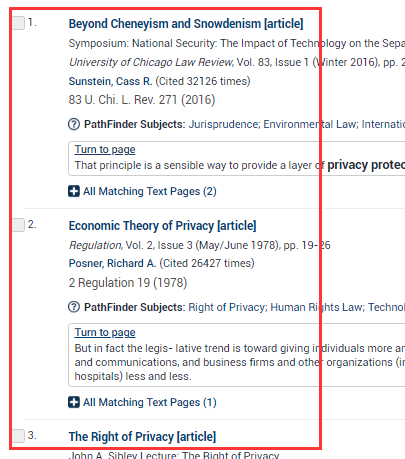 1. Beyond Cheneyism and Snowdenism [article]
Symposium: National Security: The Impact of Technology on the Sepa
University of Chicago Law Review, Vol. 83, Issue 1 (Winter 2016), pp. 2
Sunstein, Cass R. (Cited 32126 times)
83 U. Chi. L. Rev. 271 (2016)
PathFinder Subjects: Jurisprudence; Environmental Law; Internatio
Turn to page
That principle is a sensible way to provide a layer of privacy protec
All Matching Text Pages (2)
2. Economic Theory of Privacy [article]
Regulation, Vol. 2, Issue 3 (May/June 1978), pp. 19-26
Posner, Richard A. (Cited 26427 times)
2 Regulation 19 (1978)
PathFinder Subjects: Right of Privacy; Human Rights Law; Technol
Turn to page
But in fact the legis- lative trend is toward giving individuals more an
and communications, and business firms and other organizations (in
hospitals) less and less.
All Matching Text Pages (1)
3. The Right of Privacy [article]
John A. Sibley Lecture: The Right of Privacy